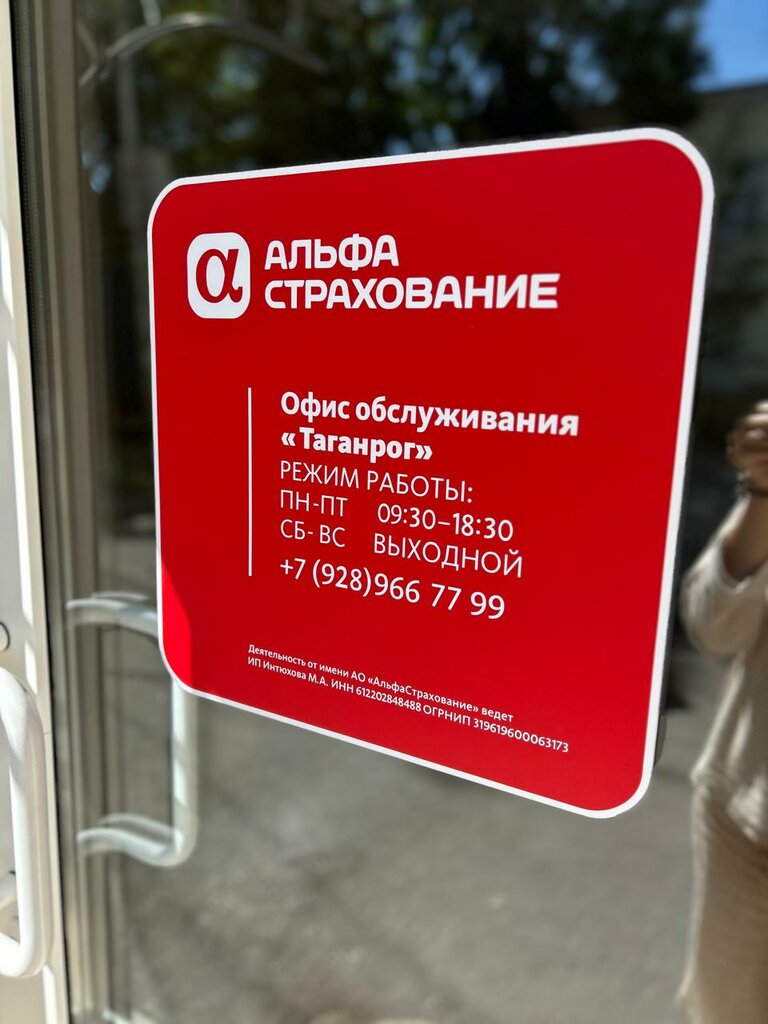 α АЛЬФА
СТРАХОВАНИЕ
Офис обслуживания
«Таганрог»
РЕЖИМ РАБОТЫ:
ПН-ПТ 09:30–18:30
СБ-ВС ВЫХОДНОЙ
+7 (928)966 77 99
Деятельность от имени АО «АльфаСтрахование» ведет
ИП Интюхова М.А. ИНН 612202848488 ОГРНИП 319619600063173